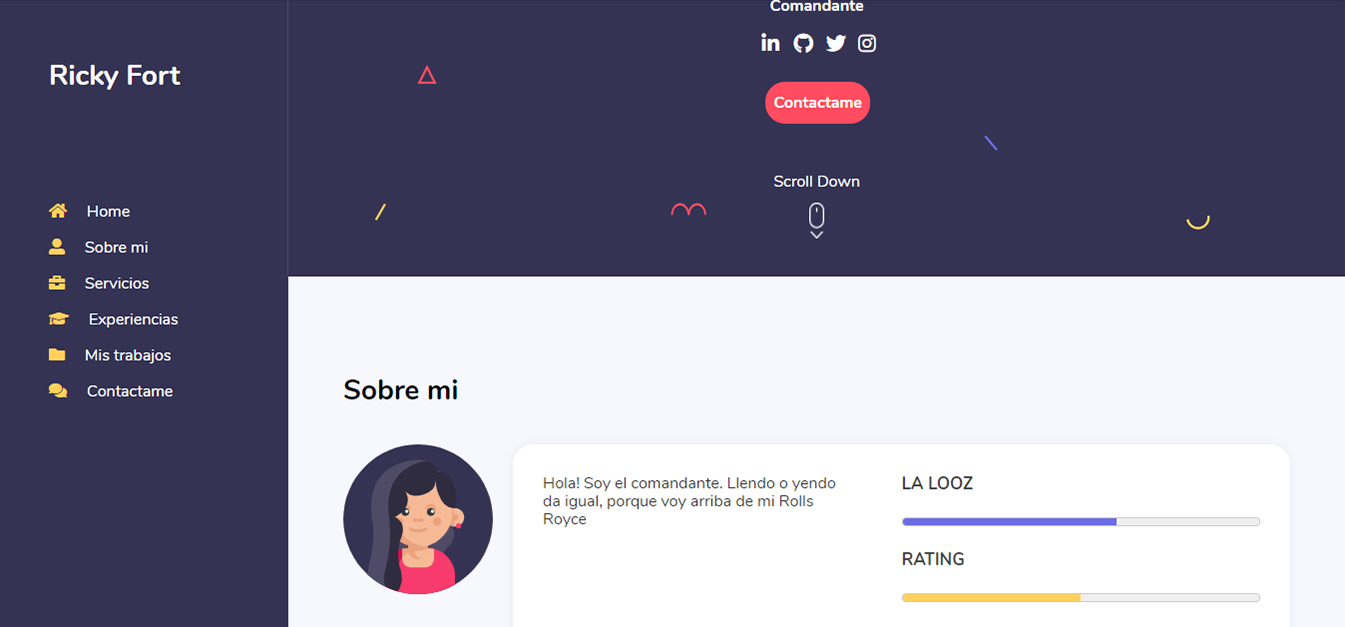 Ricky Fort
Home
Sobre mi
Servicios
Experiencias
Mis trabajos
Contactame
Comandante
Contactame
Scroll Down
Sobre mi
Hola! Soy el comandante. Llendo o yendo
da igual, porque voy arriba de mi Rolls
Royce
LA LOOZ
RATING